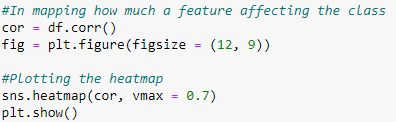 #In mapping how much a feature affecting the class
cor = df.corr()
fig = plt.figure(figsize = (12, 9))
#Plotting the heatmap
sns.heatmap(cor, vmax = 0.7)
plt.show()